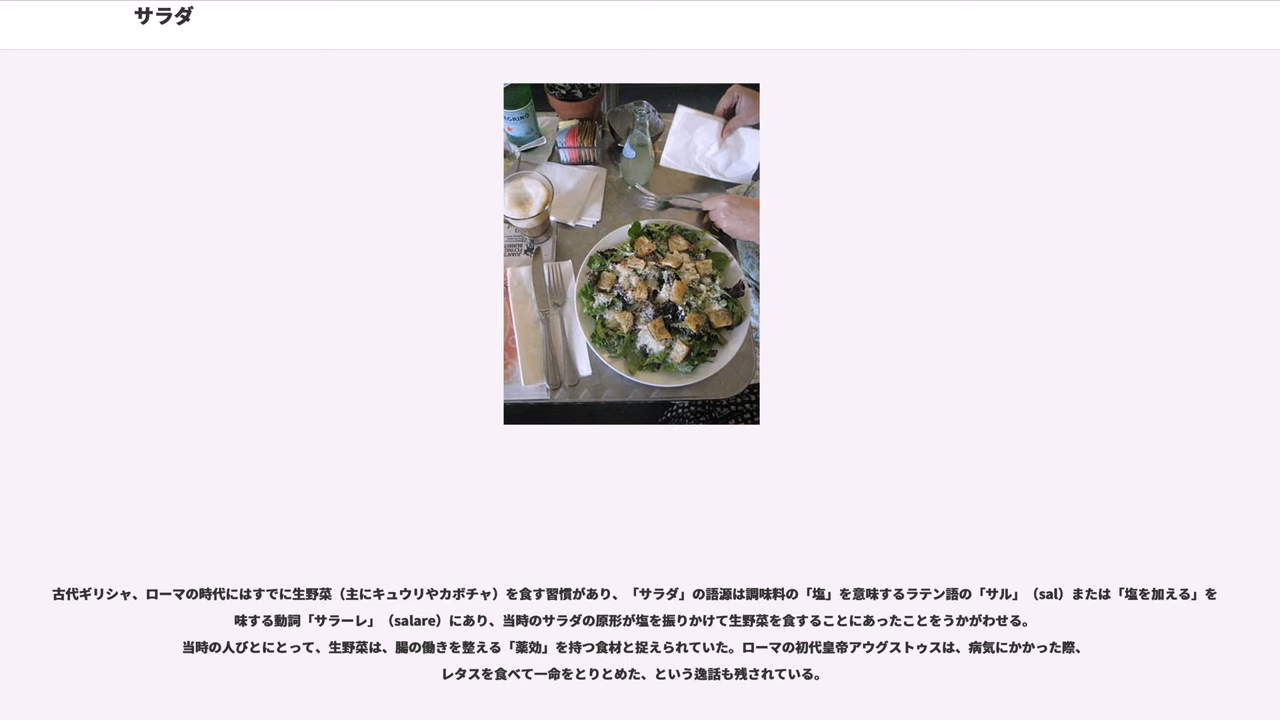 サラダ
古代ギリシャ、ローマの時代にはすでに生野菜（主にキュウリやカボチャ）を食す習慣があり、「サラダ」の語源は調味料の「塩」を意味するラテン語の「サル」（sal）または「塩を加える」を
味する動詞「サラーレ」（salare）にあり、当時のサラダの原形が塩を振りかけて生野菜を食することにあったことをうかがわせる。
当時の人びとにとって、生野菜は、腸の働きを整える「薬効」を持つ食材と捉えられていた。ローマの初代皇帝アウグストゥスは、病気にかかった際、
レタスを食べて一命をとりとめた、という逸話も残されている。